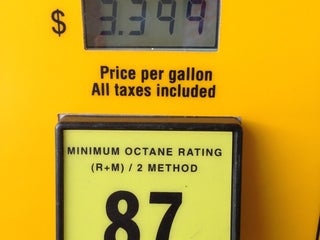 $ 3.399
Price per gallon
All taxes included
MINIMUM OCTANE RATING
(R+M) / 2 METHOD
87